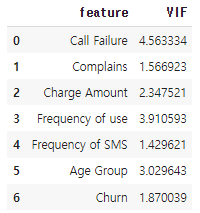 feature VIF
0 Call Failure 4.563334
1 Complains 1.566923
2 Charge Amount 2.347521
3 Frequency of use 3.910593
4 Frequency of SMS 1.429621
5 Age Group 3.029643
6 Churn 1.870039